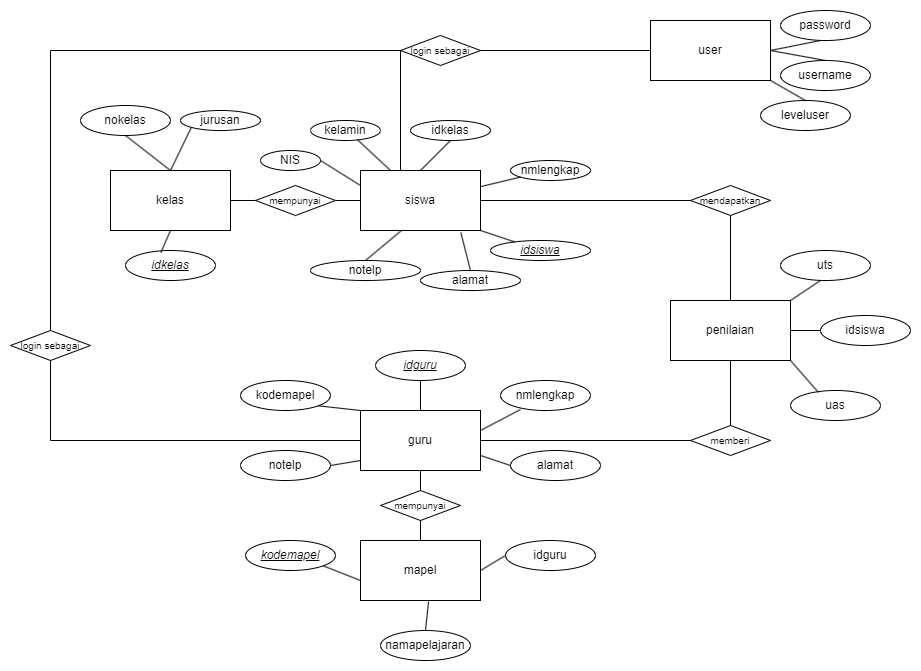 password
login sebagai
user
username
leveluser
nokelas
jurusan
kelamin
idkelas
NIS
nmlengkap
kelas
mempunyai
siswa
mendapatkan
idkelas
notelp
alamat
idsiswa
uts
penilaian
idsiswa
login sebagai
idguru
kodemapel
nmlengkap
uas
guru
memberi
notelp
alamat
mempunyai
kodemapel
mapel
idguru
namapelajaran